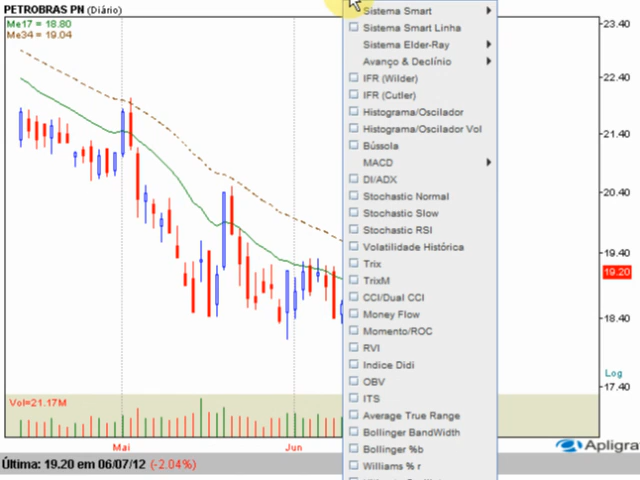 PETROBRAS PN (Diário)
Me17 = 18.80
Me34 = 19.04
Sistema Smart
Sistema Smart Linha
Sistema Elder-Ray
Avanço & Declínio
IFR (Wilder)
IFR (Cutler)
Histograma/Oscilador
Histograma/Oscilador Vol
Bússola
MACD
DI/ADX
Stochastic Normal
Stochastic Slow
Stochastic RSI
Volatilidade Histórica
Trix
TrixM
CCI/Dual CCI
Money Flow
Momento/ROC
RVI
Indice Didi
OBV
ITS
Average True Range
Bollinger BandWidth
Bollinger %b
Williams % r
23.40
22.40
21.40
20.40
19.40
19.20
18.40
Log
17.40
Vol=21.17M
Mai
Jun
Apligra
Última: 19.20 em 06/07/12 (-2.04%)